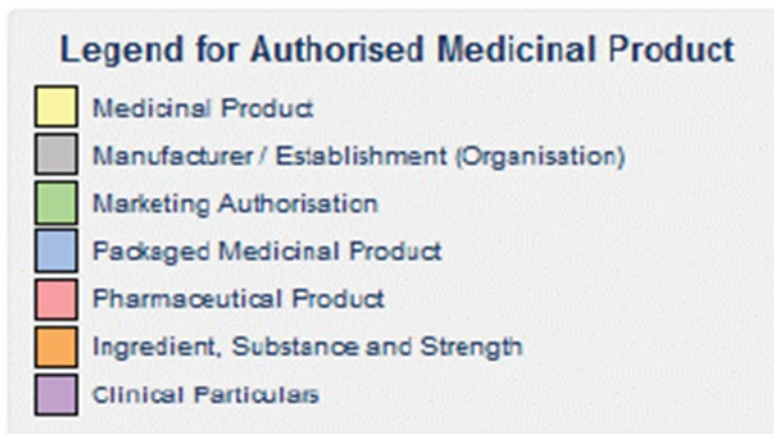 Legend for Authorised Medicinal Product
Medicinal Product
Manufacturer / Establishment (Organisation)
Marketing Authorisation
Packaged Medicinal Product
Pharmaceutical Product
Ingredient, Substance and Strength
Clinical Particulars